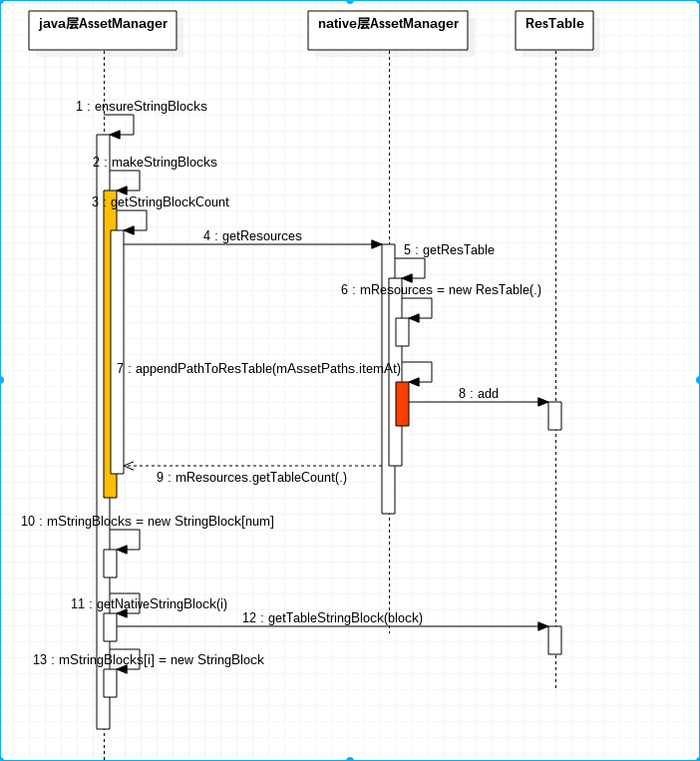 java层AssetManager
native层AssetManager
ResTable
1 : ensureStringBlocks
2 : makeStringBlocks
3 : getStringBlockCount
4 : getResources
5 : getResTable
6 : mResources = new ResTable(.)
7 : appendPathToResTable(mAssetPaths.itemAt)
8 : add
9 : mResources.getTableCount(.)
10 : mStringBlocks = new StringBlock[num]
11 : getNativeStringBlock(i)
12 : getTableStringBlock(block)
13 : mStringBlocks[i] = new StringBlock